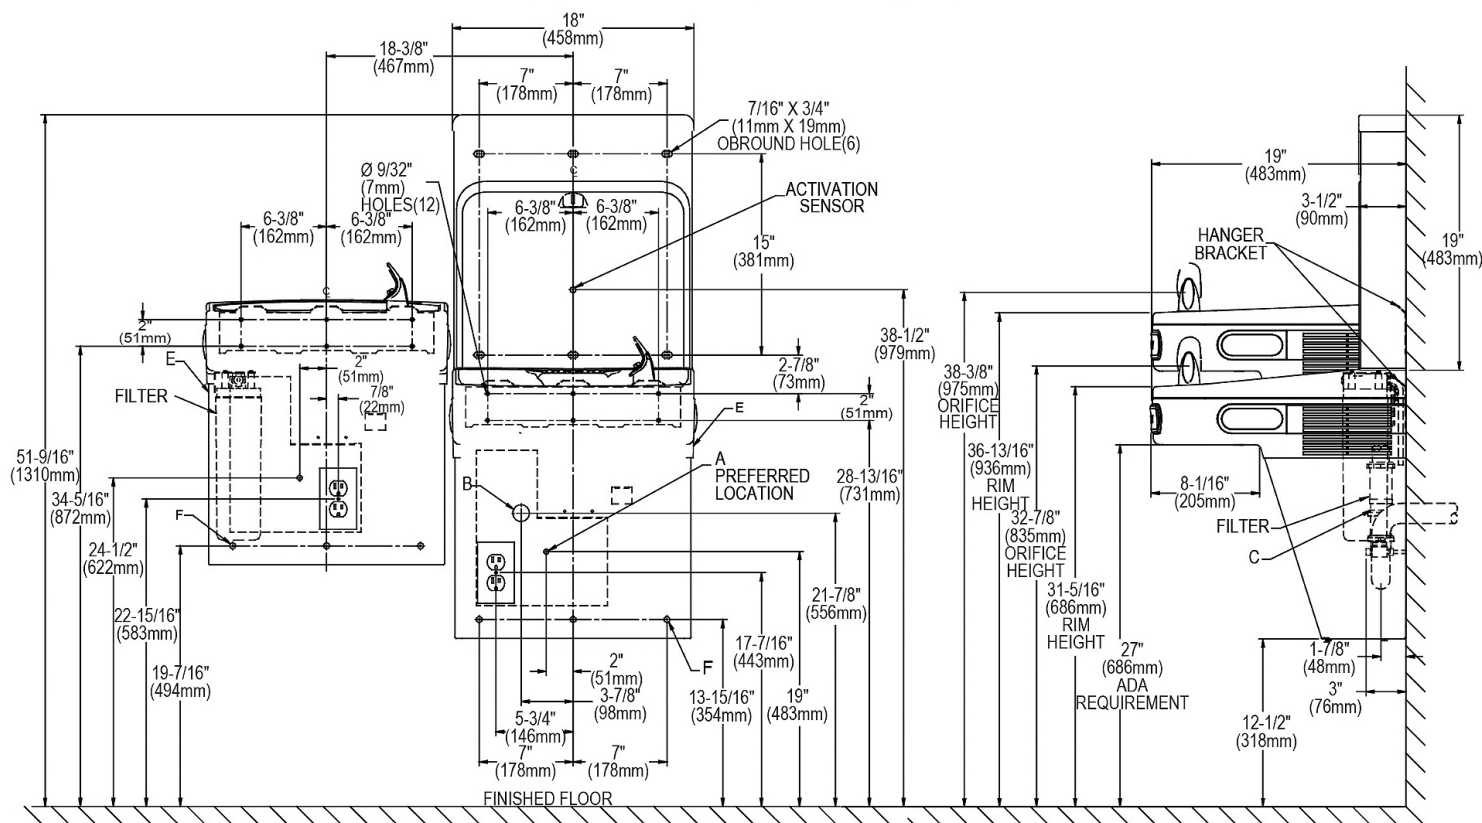 18"
(458mm)
18-3/8"
(467mm)
7"
(178mm)
7"
(178mm)
7/16" X 3/4"
(11mm X 19mm)
OBROUND HOLE(6)
Ø 9/32"
(7mm)
HOLES(12)
ACTIVATION
SENSOR
6-3/8"
(162mm)
6-3/8"
(162mm)
6-3/8"
(162mm)
6-3/8"
(162mm)
15"
(381mm)
2"
(51mm)
E
FILTER
2"
(51mm)
7/8"
(22mm)
38-1/2"
(979mm)
2-7/8"
(73mm)
2"
(51mm)
E
A
PREFERRED
LOCATION
B
28-13/16"
(731mm)
51-9/16"
(1310mm)
34-5/16"
(872mm)
24-1/2"
(622mm)
22-15/16"
(583mm)
19-7/16"
(494mm)
F
21-7/8"
(556mm)
17-7/16"
(443mm)
19"
(483mm)
13-15/16"
(354mm)
F
2"
(51mm)
3-7/8"
(98mm)
5-3/4"
(146mm)
7"
(178mm)
7"
(178mm)
FINISHED FLOOR
19"
(483mm)
3-1/2"
(90mm)
HANGER
BRACKET
19"
(483mm)
38-3/8"
(975mm)
ORIFICE
HEIGHT
36-13/16"
(936mm)
RIM
HEIGHT
32-7/8"
(835mm)
ORIFICE
HEIGHT
31-5/16"
(686mm)
RIM
HEIGHT
27"
(686mm)
ADA
REQUIREMENT
8-1/16"
(205mm)
FILTER
C
1-7/8"
(48mm)
3"
(76mm)
12-1/2"
(318mm)